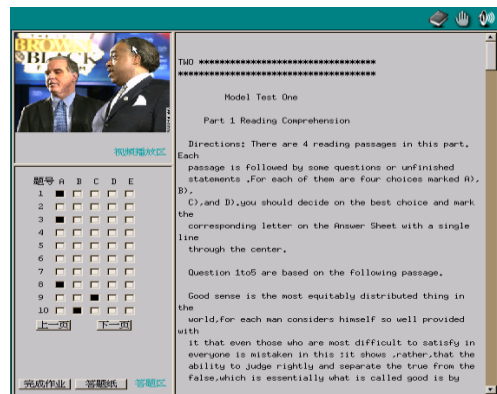 BROWN
& BLACK
视频播放区
题号 A B C D E
1
2
3
4
5
6
7
8
9
10
上一页 下一页
完成作业 答题纸 答题区
TWO **********************************
**************************************
Model Test One
Part 1 Reading Comprehension
Directions: There are 4 reading passages in this part.
Each
passage is followed by some questions or unfinished
statements .For each of them are four choices marked A),
B),
C),and D).you should decide on the best choice and mark
the
corresponding letter on the Answer Sheet with a single
line
through the center.
Question 1to5 are based on the following passage.
Good sense is the most equitably distributed thing in
the
world,for each man considers himself so well provided
with
it that even those who are most difficult to satisfy in
everyone is mistaken in this :it shows ,rather,that the
ability to judge rightly and separate the true from the
false,which is essentially what is called good is by